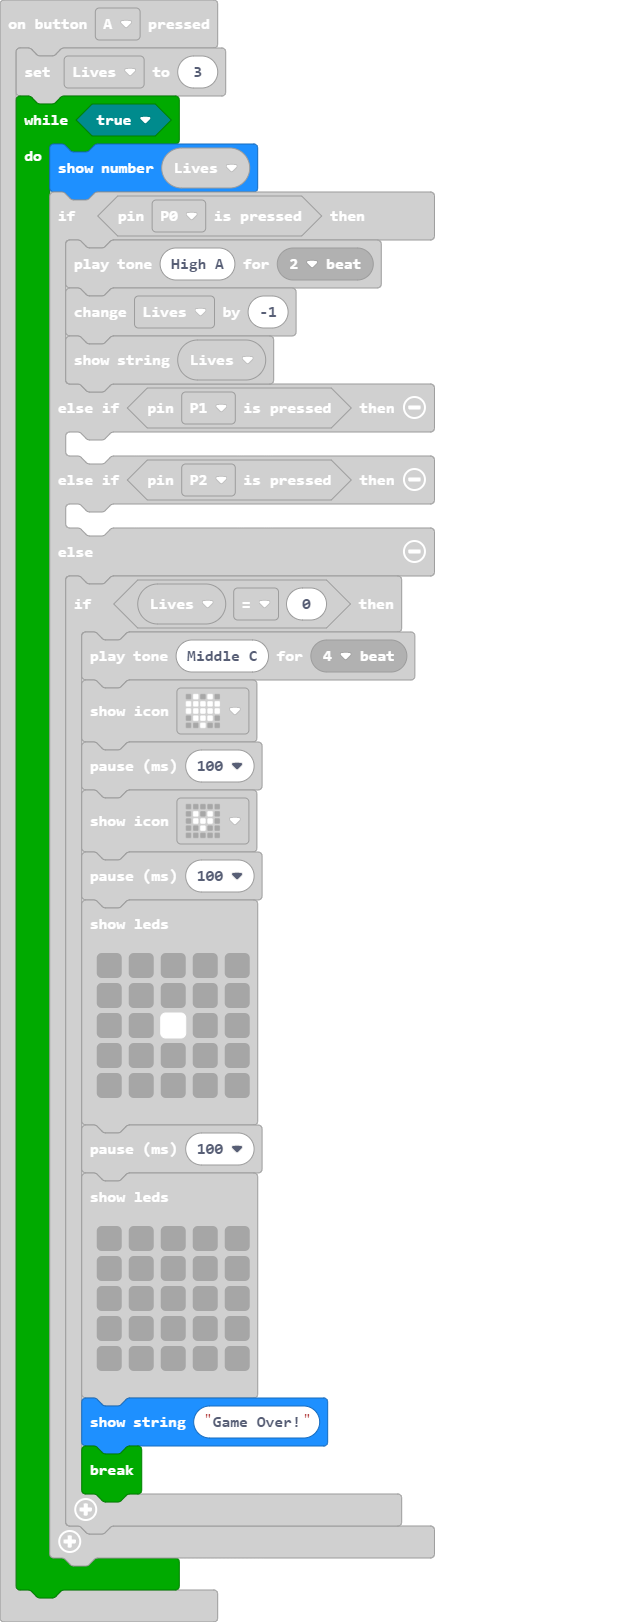 on button A pressed
set Lives to 3
while true
do
show number Lives
if pin P0 is pressed then
play tone High A for 2 beat
change Lives by -1
show string Lives
else if pin P1 is pressed then
else if pin P2 is pressed then
else
if Lives = 0 then
play tone Middle C for 4 beat
show icon
pause (ms) 100
show icon
pause (ms) 100
show leds
pause (ms) 100
show leds
show string "Game Over!"
break